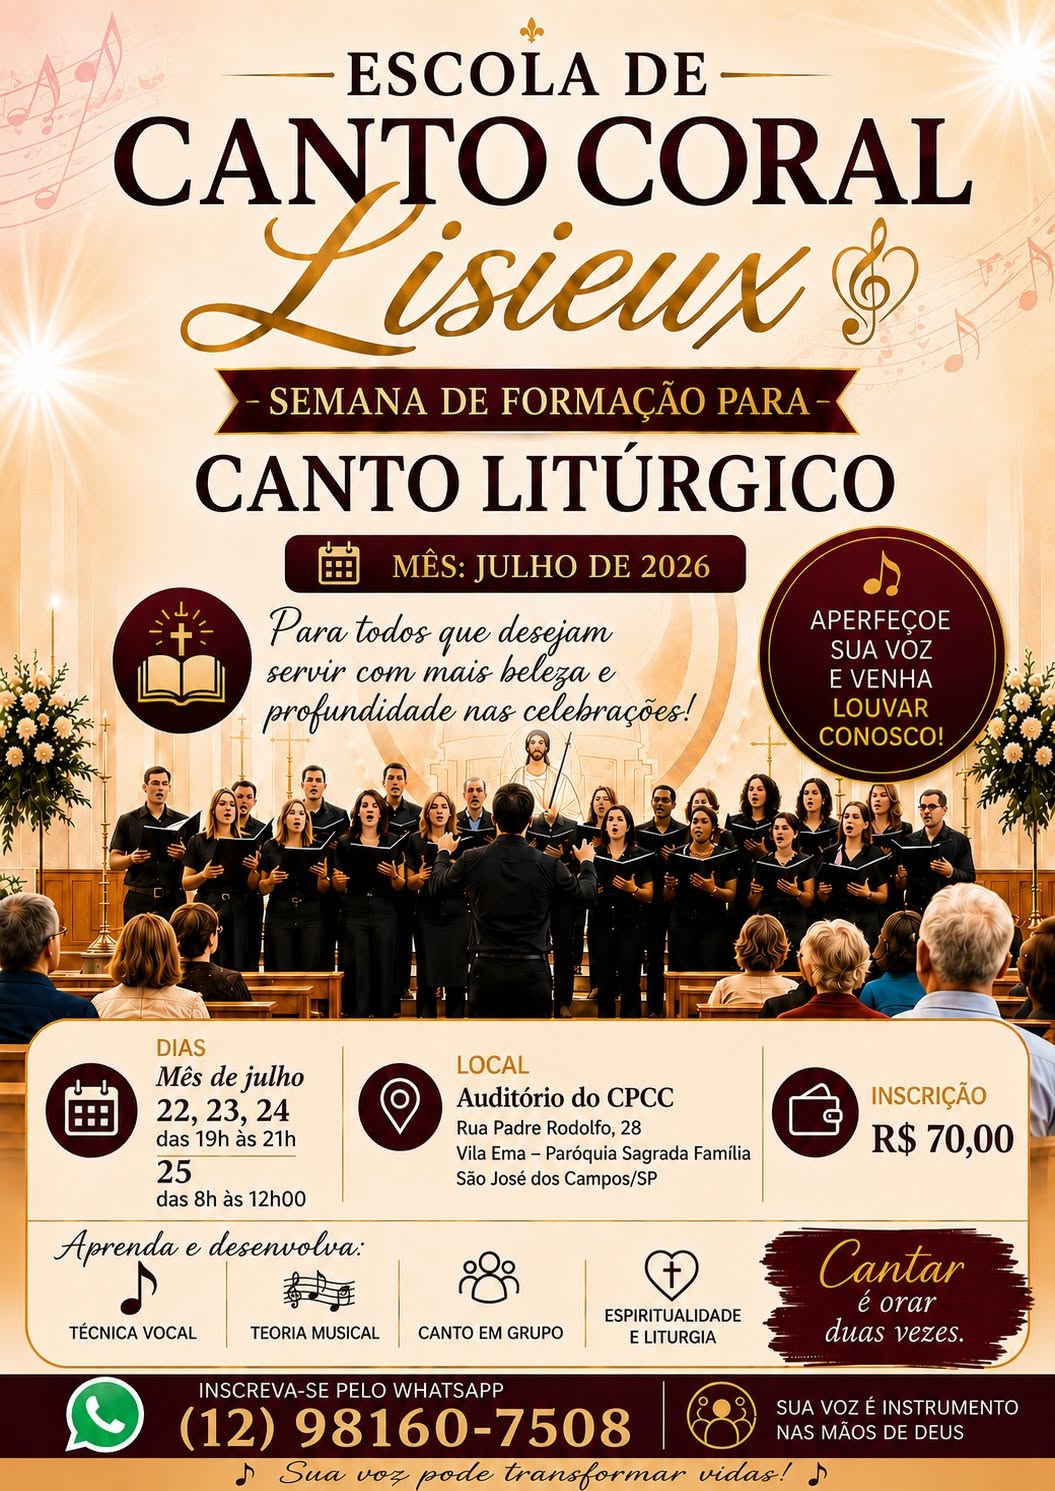 ESCOLA DE
CANTO CORAL
Lisieux
- SEMANA DE FORMAÇÃO PARA -
CANTO LITÚRGICO
MÊS: JULHO DE 2026
Para todos que desejam
servir com mais beleza e
profundidade nas celebrações!
APERFEÇOE
SUA VOZ
E VENHA
LOUVAR
CONOSCO!
DIAS
Mês de julho
22, 23, 24
das 19h às 21h
25
das 8h às 12h00
LOCAL
Auditório do CPCC
Rua Padre Rodolfo, 28
Vila Ema – Paróquia Sagrada Família
São José dos Campos/SP
INSCRIÇÃO
R$ 70,00
Aprenda e desenvolva:
TÉCNICA VOCAL
TEORIA MUSICAL
CANTO EM GRUPO
ESPIRITUALIDADE
E LITURGIA
Cantar
é orar
duas vezes.
INSCREVA-SE PELO WHATSAPP
(12) 98160-7508
SUA VOZ É INSTRUMENTO
NAS MÃOS DE DEUS
Sua voz pode transformar vidas!